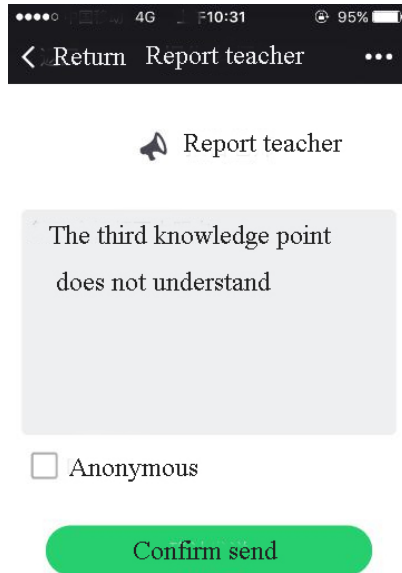 4G
10:31
95%
Return Report teacher
Report teacher
The third knowledge point
does not understand
Anonymous
Confirm send